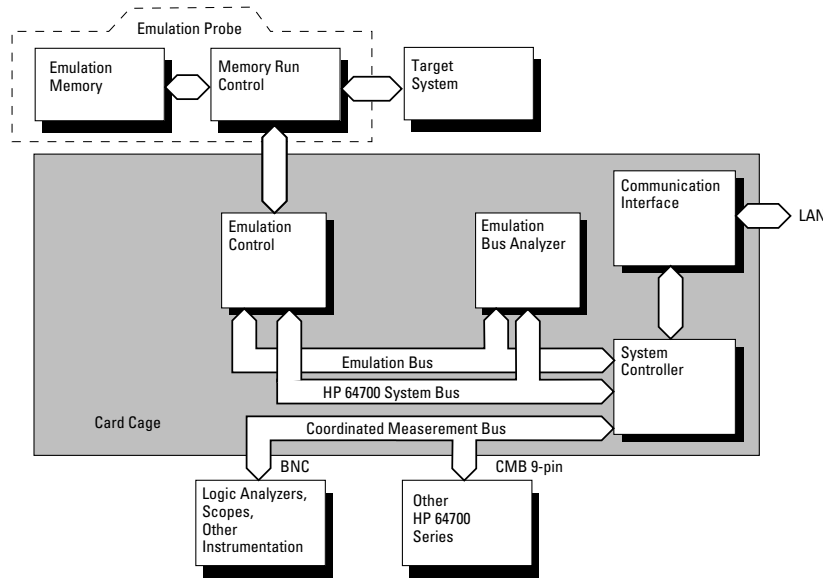 Emulation Probe
Emulation
Memory
Memory Run
Control
Target
System
Communication
Interface
LAN
Emulation
Control
Emulation
Bus Analyzer
System
Controller
Emulation Bus
HP 64700 System Bus
Card Cage
Coordinated Measerement Bus
BNC
CMB 9-pin
Logic Analyzers,
Scopes,
Other
Instrumentation
Other
HP 64700
Series